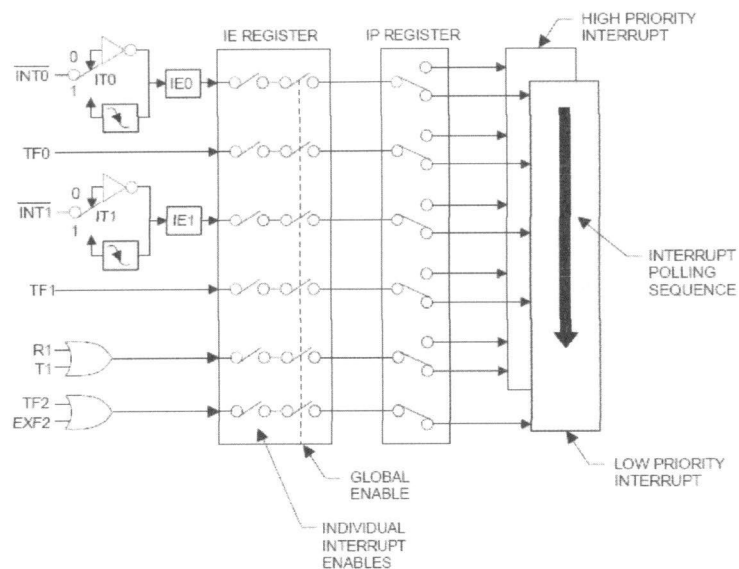 HIGH PRIORITY
INTERRUPT
IE REGISTER
IP REGISTER
0
INT0
IT0
IE0
1
TF0
0
INT1
IT1
IE1
1
INTERRUPT
POLLING
SEQUENCE
TF1
R1
T1
TF2
EXF2
LOW PRIORITY
INTERRUPT
GLOBAL
ENABLE
INDIVIDUAL
INTERRUPT
ENABLES